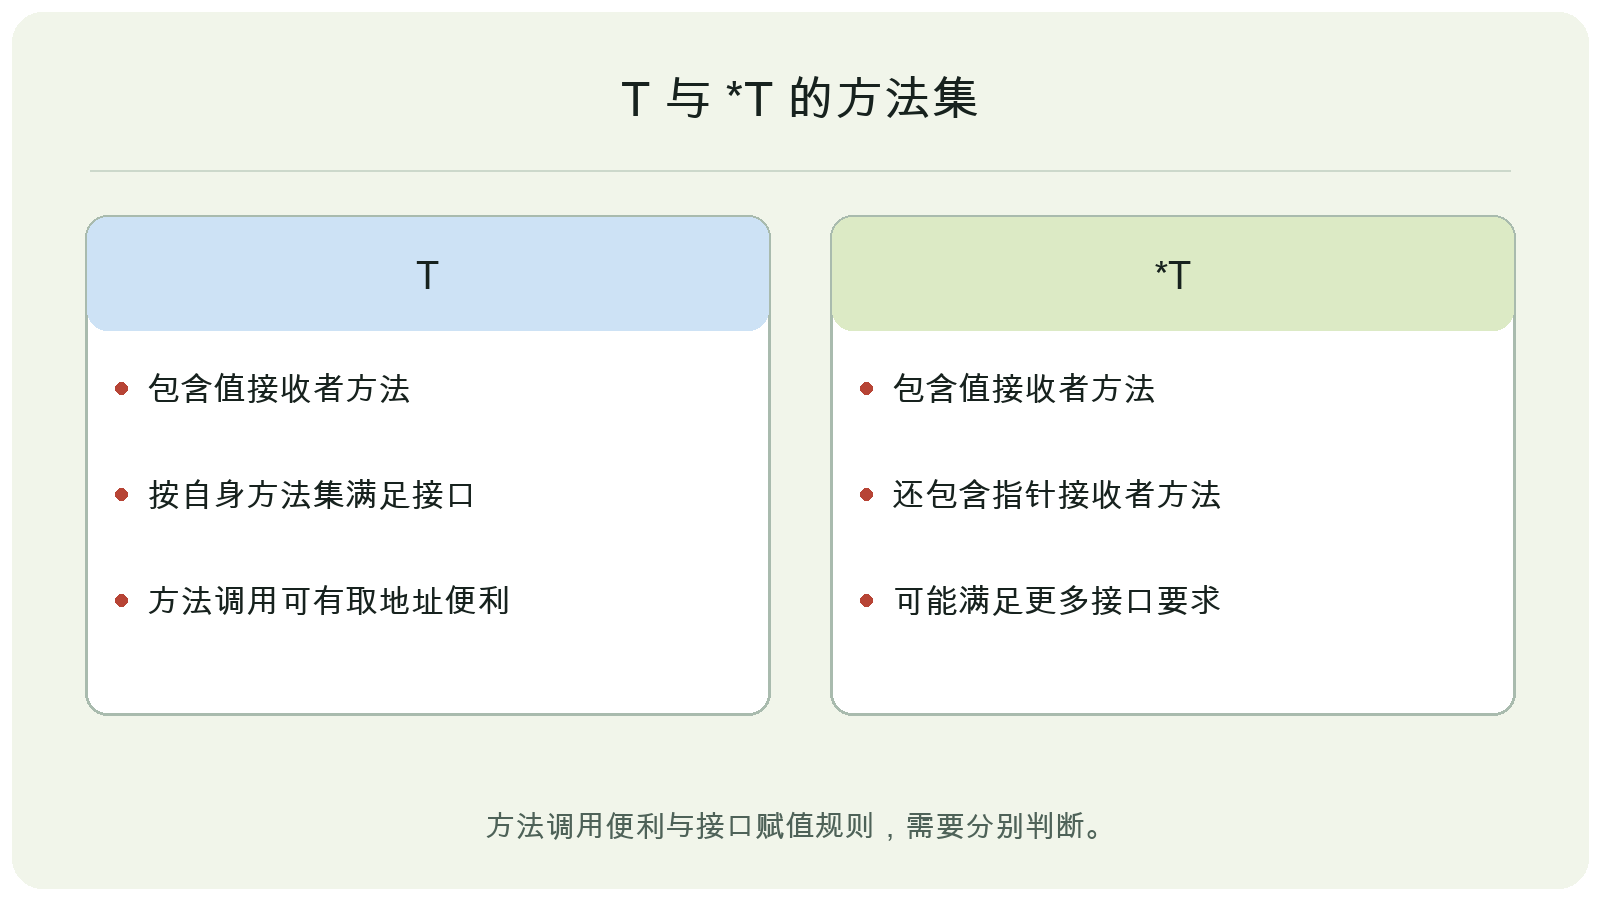 T 与 *T 的方法集
T
包含值接收者方法
按自身方法集满足接口
方法调用可有取地址便利
*T
包含值接收者方法
还包含指针接收者方法
可能满足更多接口要求
方法调用便利与接口赋值规则，需要分别判断。